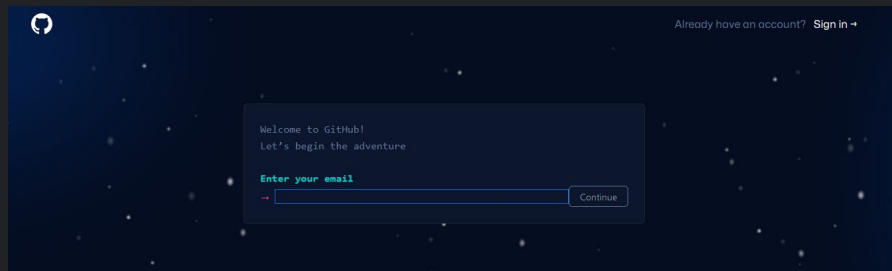 Already have an account? Sign in →
Welcome to GitHub!
Let's begin the adventure
Enter your email
→
Continue